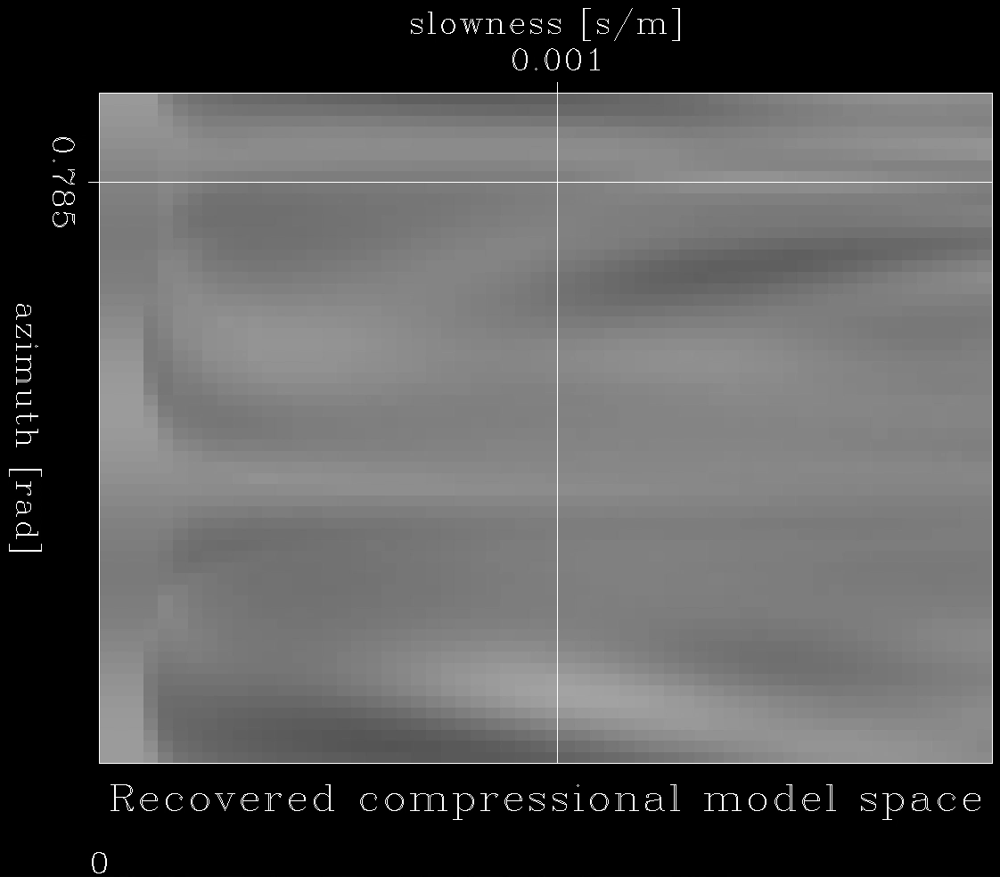 slowness [s/m]
0.001
0.785
azimuth [rad]
Recovered compressional model space
0